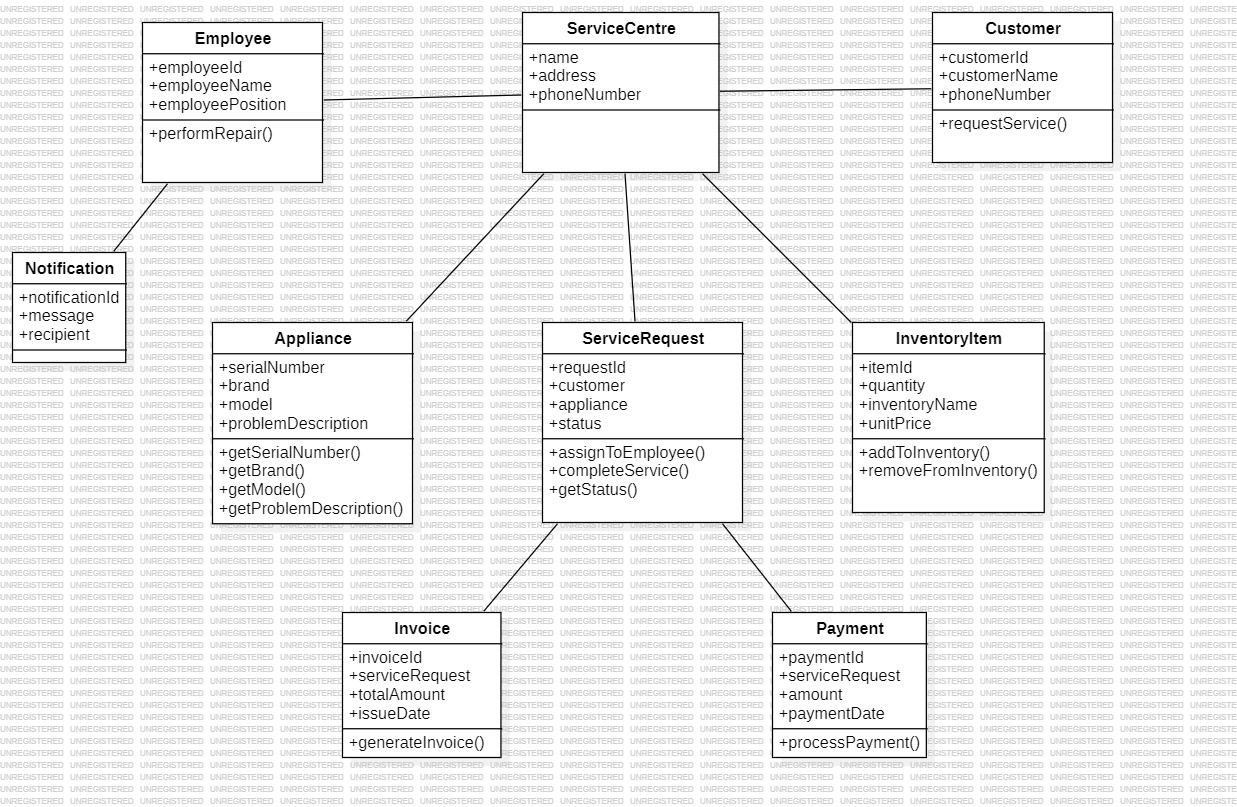 Employee
+employeeId
+employeeName
+employeePosition
+performRepair()
ServiceCentre
+name
+address
+phoneNumber
Customer
+customerId
+customerName
+phoneNumber
+requestService()
Notification
+notificationId
+message
+recipient
Appliance
+serialNumber
+brand
+model
+problemDescription
+getSerialNumber()
+getBrand()
+getModel()
+getProblemDescription()
ServiceRequest
+requestId
+customer
+appliance
+status
+assignToEmployee()
+completeService()
+getStatus()
InventoryItem
+itemId
+quantity
+inventoryName
+unitPrice
+addToInventory()
+removeFromInventory()
Invoice
+invoiceId
+serviceRequest
+totalAmount
+issueDate
+generateInvoice()
Payment
+paymentId
+serviceRequest
+amount
+paymentDate
+processPayment()
UNREGISTERED